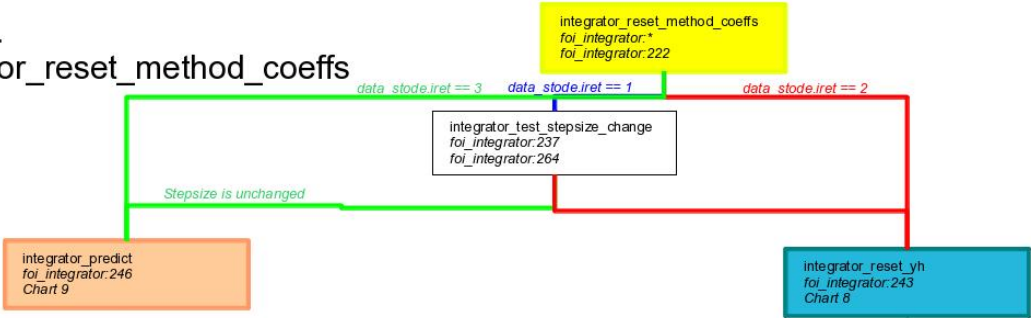 integrator_reset_method_coeffs
foi_integrator:*
foi_integrator:222
or_reset_method_coeffs
data_stode.iret == 3
data_stode.iret == 1
data_stode.iret == 2
integrator_test_stepsize_change
foi_integrator:237
foi_integrator:264
Stepsize is unchanged
integrator_predict
foi_integrator:246
Chart 9
integrator_reset_yh
foi_integrator:243
Chart 8